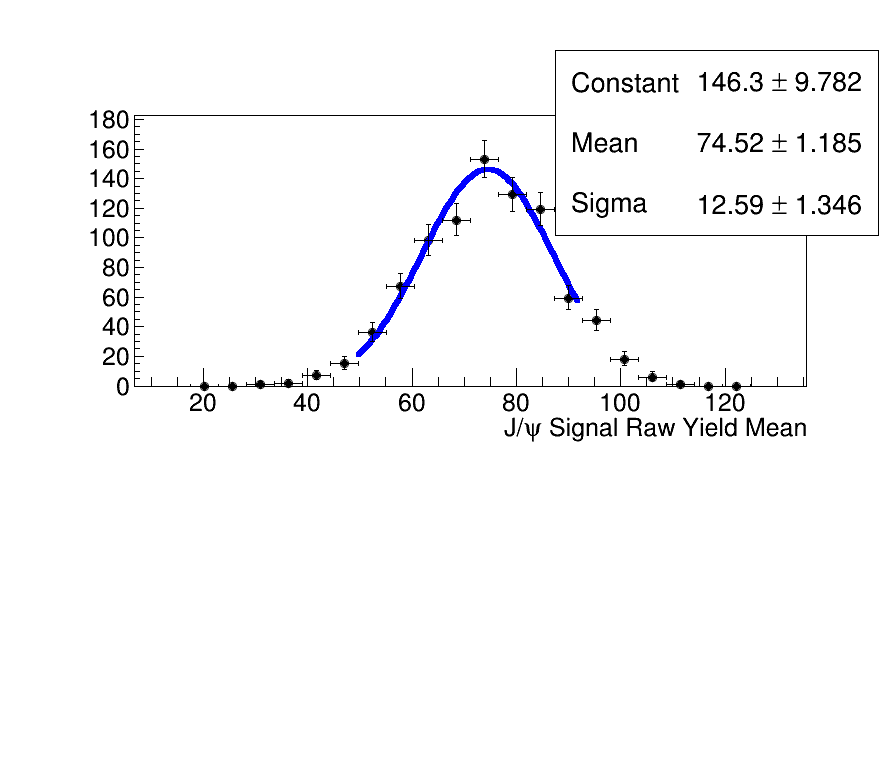 Constant 146.3 ± 9.782
Mean 74.52 ± 1.185
Sigma 12.59 ± 1.346
180
160
140
120
100
80
60
40
20
0
20 40 60 80 100 120
J/ψ Signal Raw Yield Mean